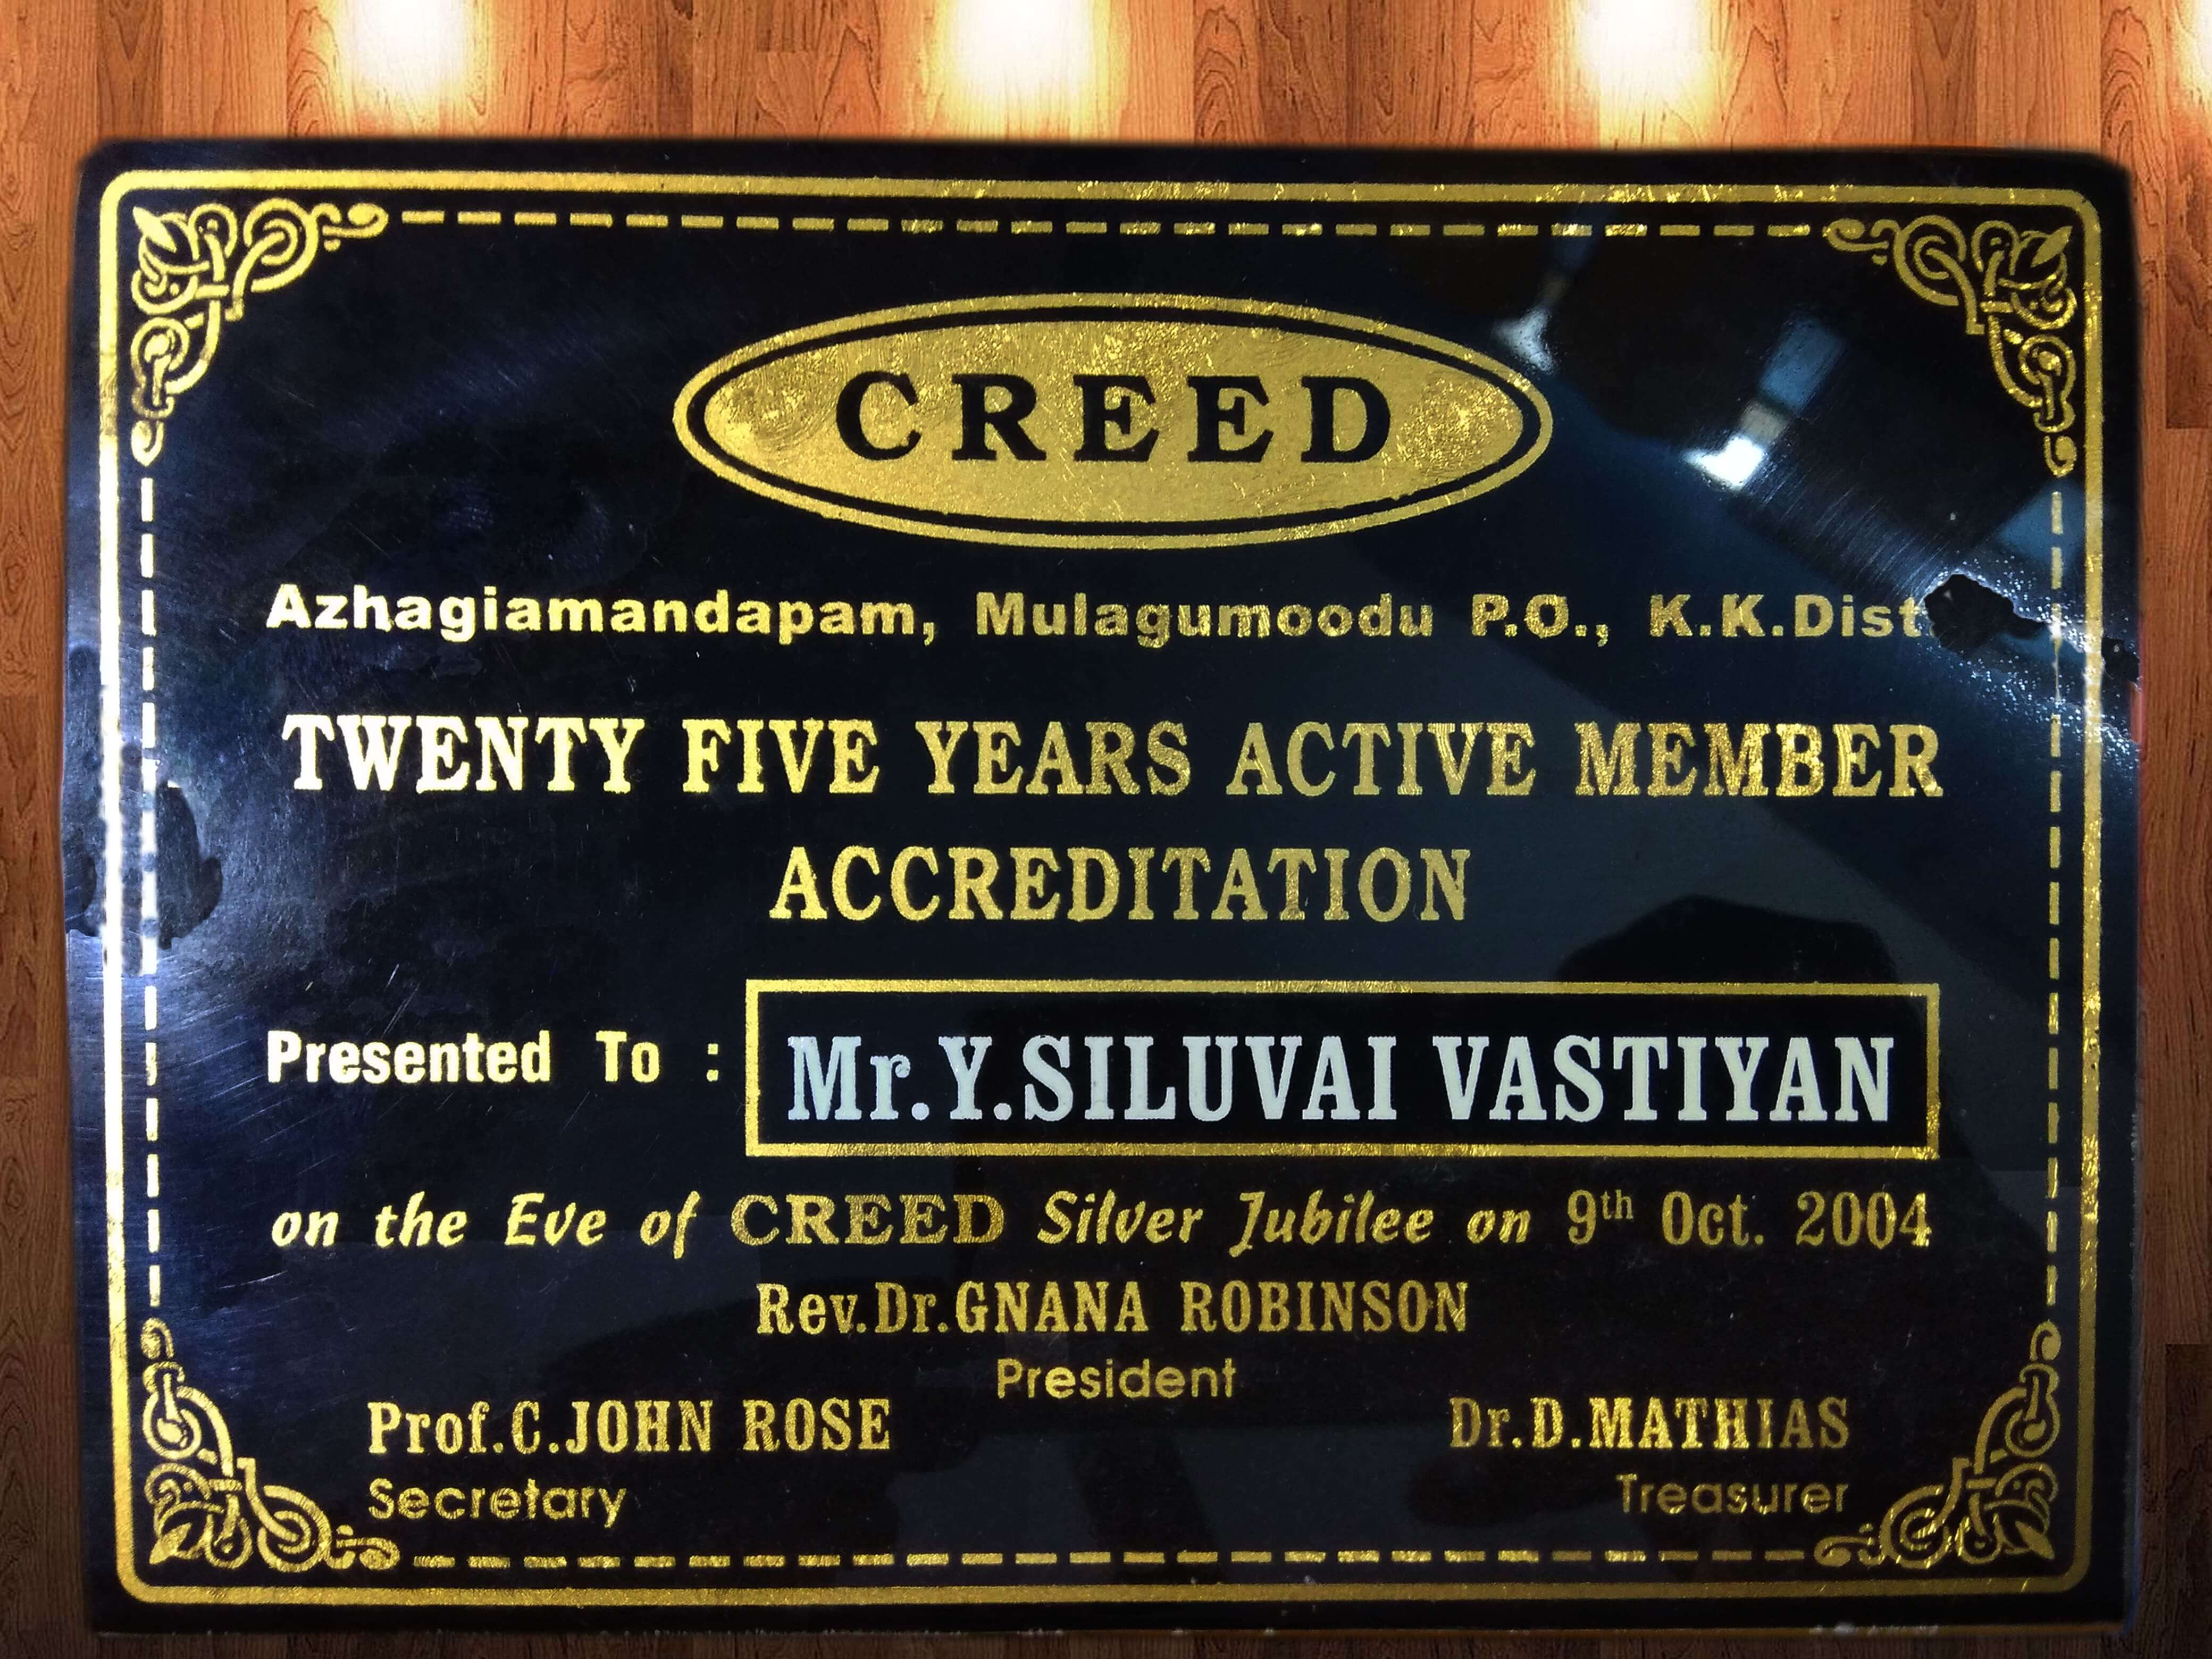 CREED
Azhagiamandapam, Mulagumoodu P.O., K.K.Dist.
TWENTY FIVE YEARS ACTIVE MEMBER
ACCREDITATION
Presented To : Mr.Y.SILUVAI VASTIYAN
on the Eve of CREED Silver Jubilee on 9th Oct. 2004
Rev.Dr.GNANA ROBINSON
President
Prof.C.JOHN ROSE
Secretary
Dr.D.MATHIAS
Treasurer